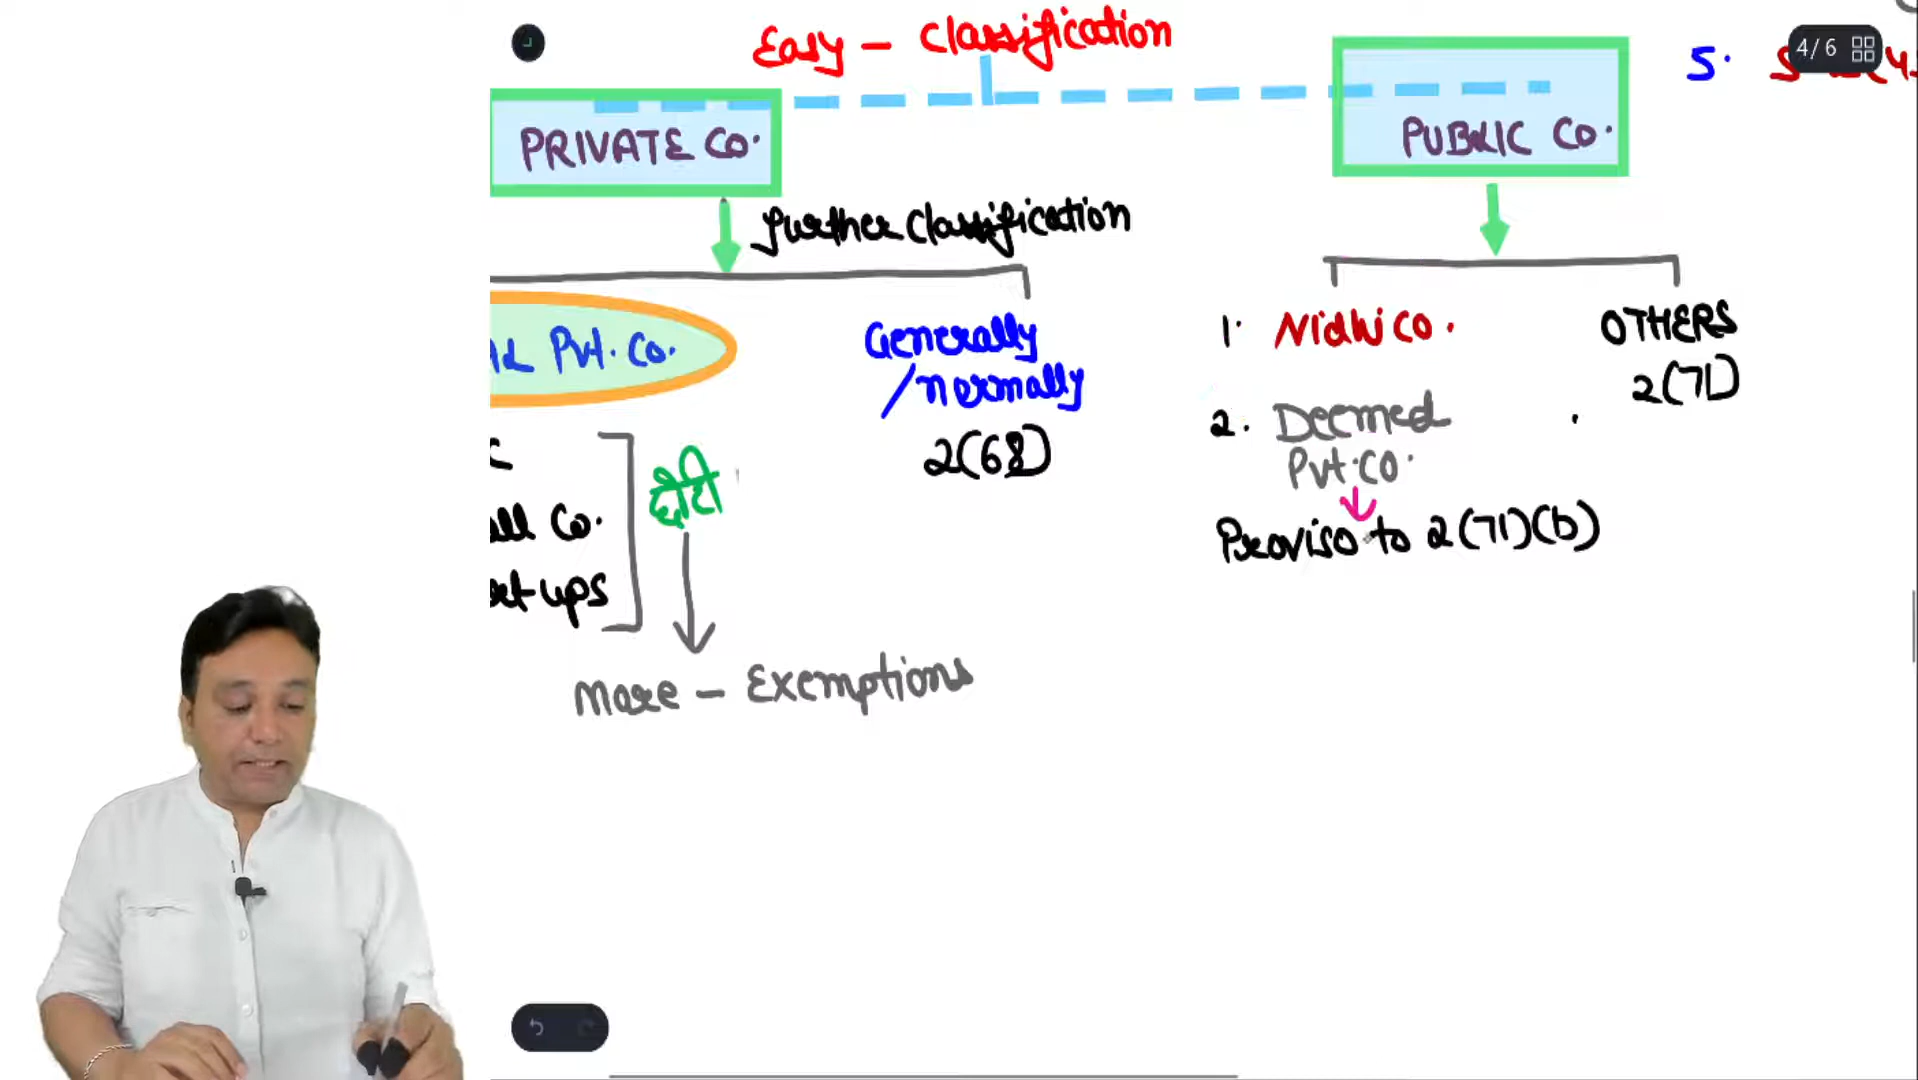 Easy - Classification
4/6
5.
PRIVATE CO.
PUBLIC CO.
further classification
Pvt. Co.
Generally
/normally
2(68)
1. Nidhi CO.
OTHERS
2(71)
2. Deemed
Pvt. CO.
Proviso to 2(71)(b)
छोटी
all Co.
ups
More - Exemptions